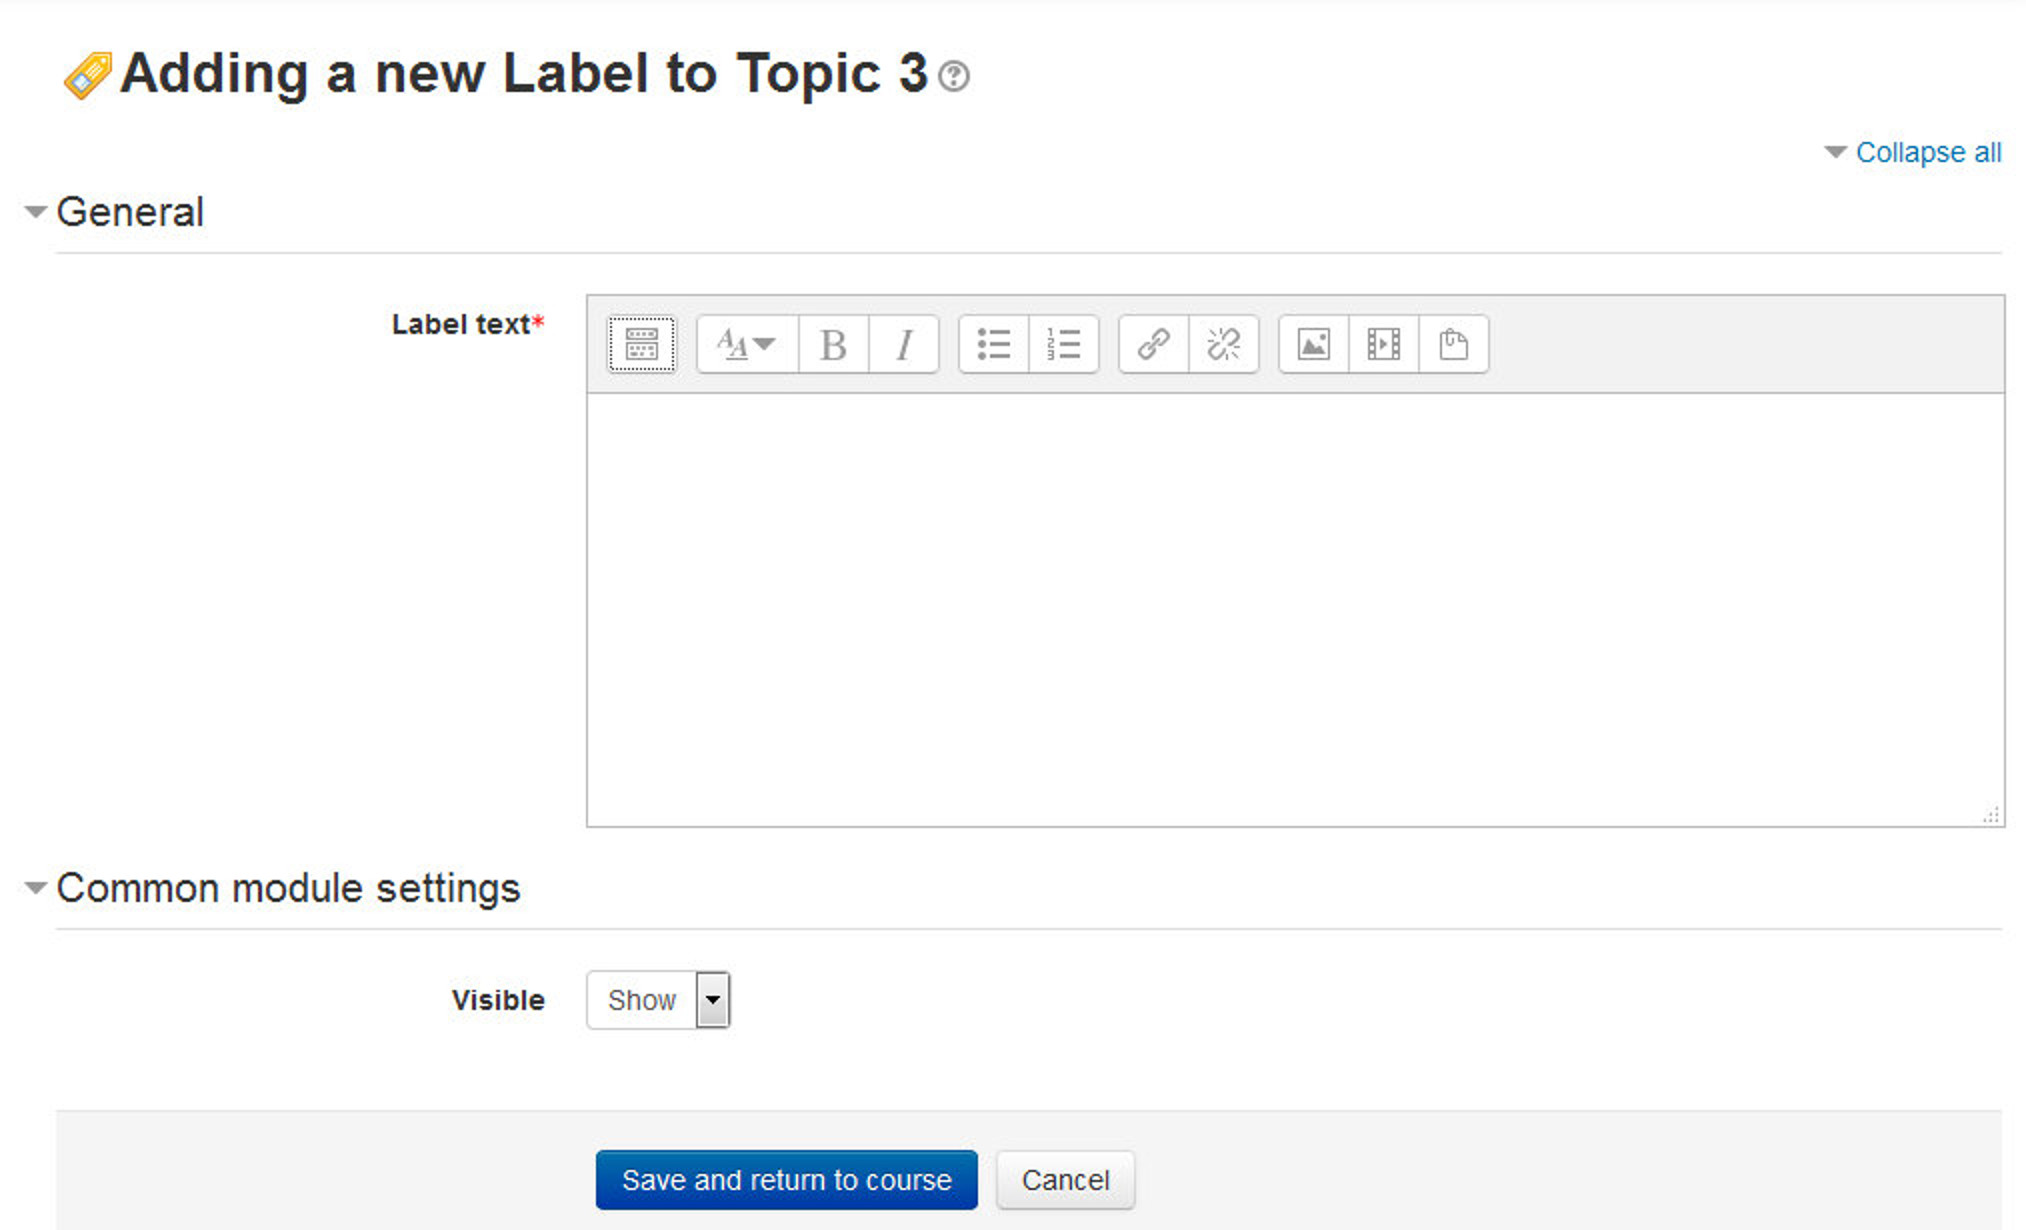 Adding a new Label to Topic 3
Collapse all
General
Label text*
Common module settings
Visible Show
Save and return to course Cancel